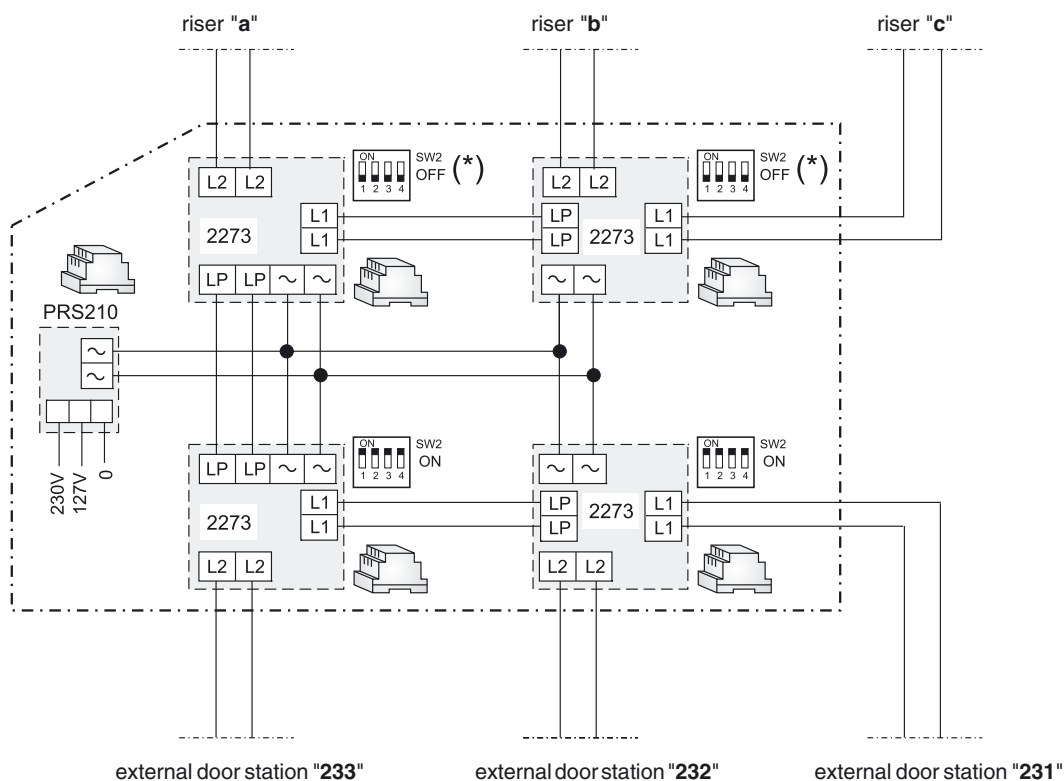 riser "a"
riser "b"
riser "c"
L2 L2
ON
1 2 3 4
SW2
OFF (*)
L2 L2
ON
1 2 3 4
SW2
OFF (*)
2273
L1
L1
LP
LP
2273
L1
L1
LP LP ~ ~
~ ~
PRS210
~
~
230V
127V
0
LP LP ~ ~
ON
1 2 3 4
SW2
ON
~ ~
ON
1 2 3 4
SW2
ON
2273
L1
L1
LP
LP
2273
L1
L1
L2 L2
L2 L2
external door station "233"
external door station "232"
external door station "231"